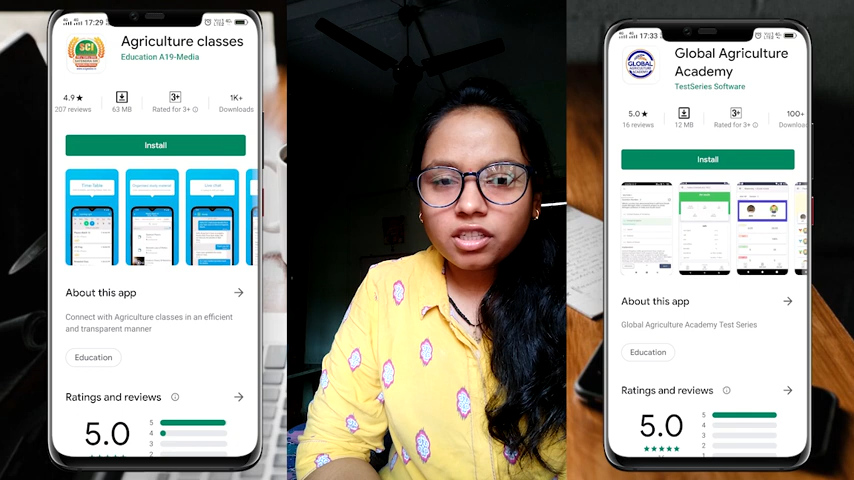 17:29
Agriculture classes
Education A19-Media
SCI
4.9★
207 reviews
63 MB
3+
Rated for 3+
1K+
Downloads
Install
Time Table
Live chat
About this app
Connect with Agriculture classes in an efficient
and transparent manner
Education
Ratings and reviews
5.0
5
4
3
17:33
Global Agriculture
Academy
TestSeries Software
GLOBAL
5.0★
16 reviews
12 MB
3+
Rated for 3+
100+
Downloads
Install
About this app
Global Agriculture Academy Test Series
Education
Ratings and reviews
5.0
5
4
3
2